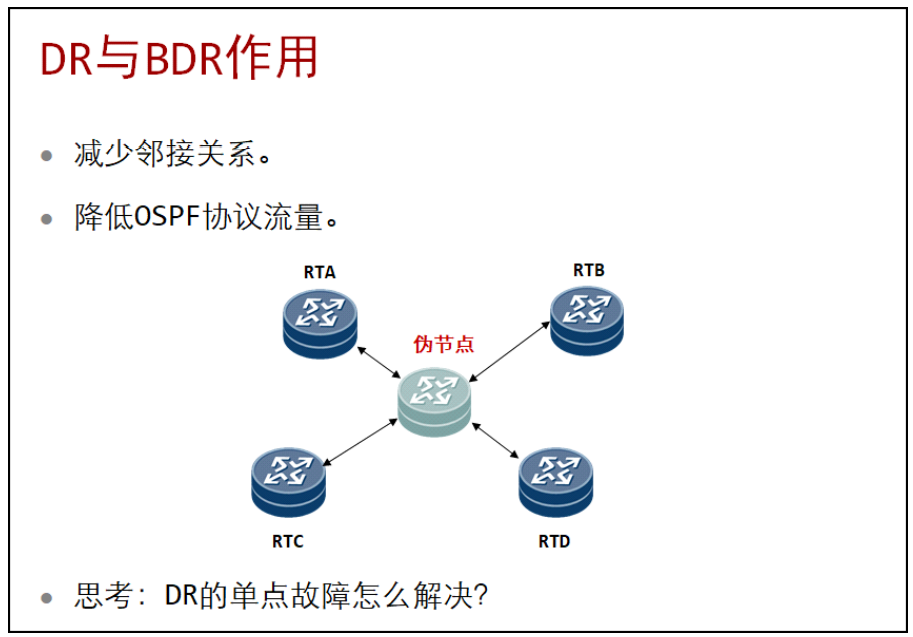 DR与BDR作用
减少邻接关系。
降低OSPF协议流量。
RTA
RTB
伪节点
RTC
RTD
思考：DR的单点故障怎么解决？